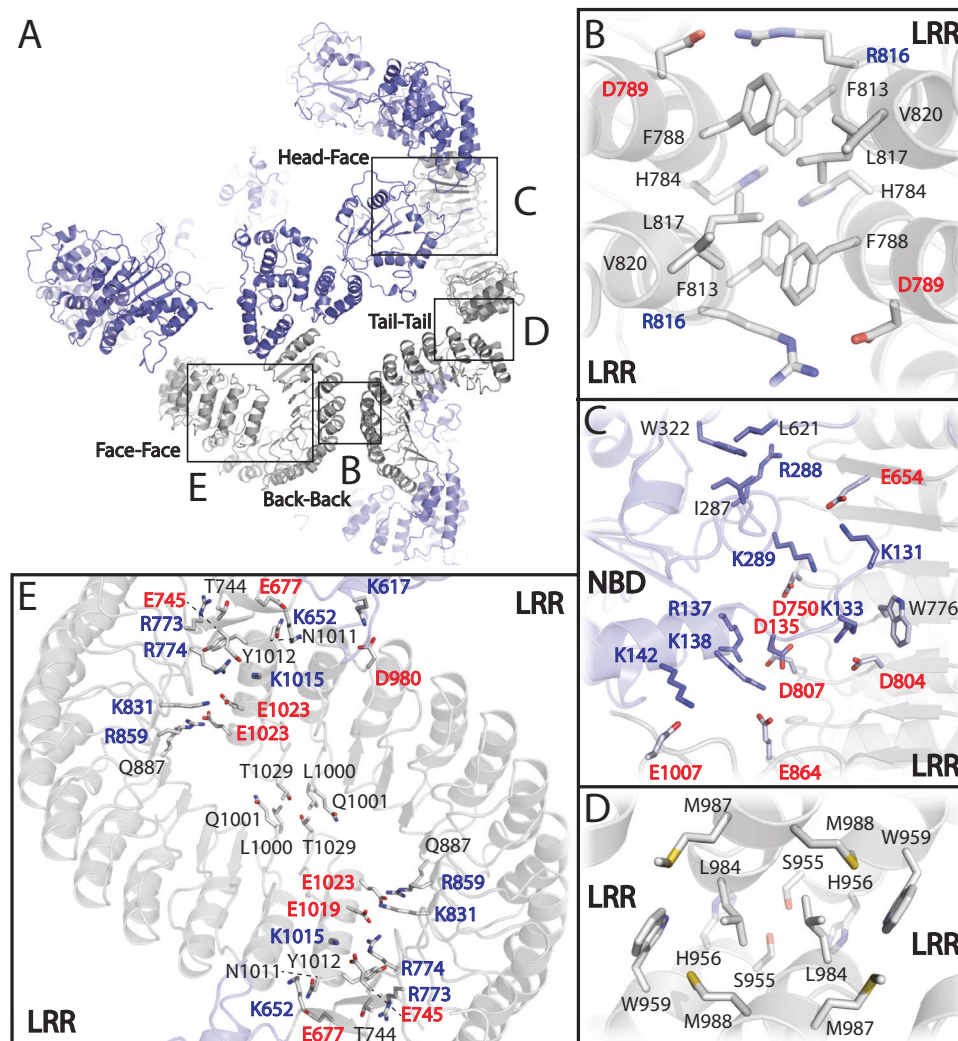 A
Head-Face
C
Tail-Tail
D
Face-Face
E
B
Back-Back
B
LRR
R816
D789
F813
V820
F788
L817
H784
H784
L817
F788
V820
F813
D789
R816
LRR
C
W322
L621
R288
E654
I287
K289
K131
NBD
D750
K133
R137
W776
D135
K138
K142
D807
D804
E1007
E864
LRR
D
M987
M988
W959
S955
L984
H956
LRR
LRR
H956
S955
L984
W959
M988
M987
E
T744
E677
K617
LRR
E745
K652
R773
N1011
R774
Y1012
D980
K1015
K831
E1023
R859
E1023
Q887
T1029
L1000
Q1001
Q1001
L1000
T1029
Q887
E1023
R859
E1019
K831
K1015
Y1012
N1011
R774
K652
R773
E745
LRR
E677
T744